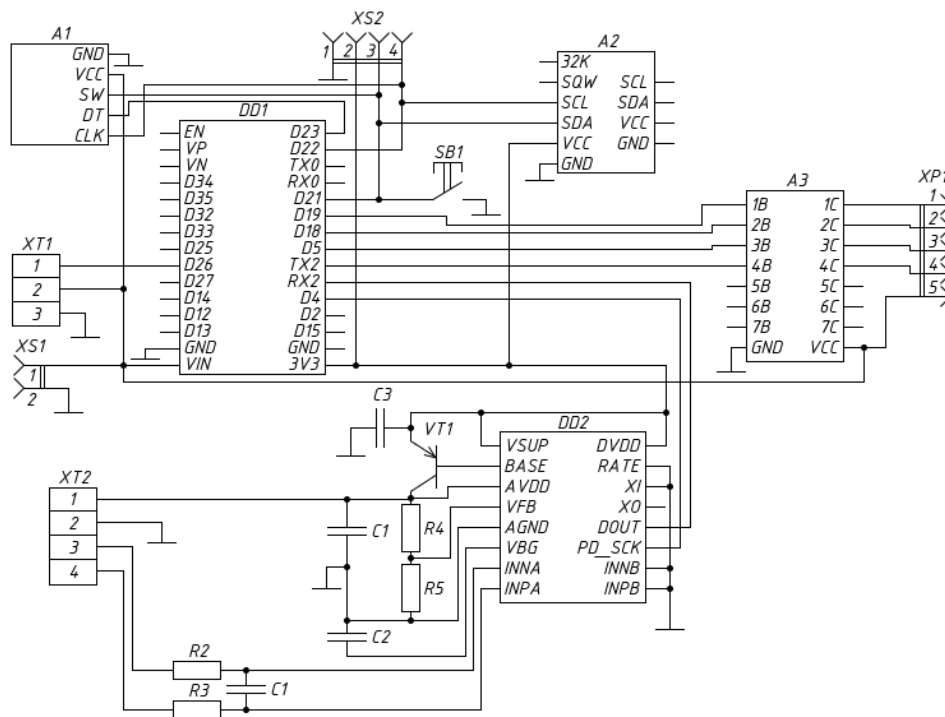 XS2
A1
A2
GND
VCC
SW
DT
CLK
1
2
3
4
32K
SQW
SCL
SDA
VCC
GND
SCL
SDA
VCC
GND
DD1
EN
VP
VN
D34
D35
D32
D33
D25
D26
D27
D14
D12
D13
GND
VIN
D23
D22
TX0
RX0
D21
D19
D18
D5
TX2
RX2
D4
D2
D15
GND
3V3
SB1
A3
1B
2B
3B
4B
5B
6B
7B
GND
1C
2C
3C
4C
5C
6C
7C
VCC
XP1
1
2
3
4
5
XT1
1
2
3
XS1
1
2
C3
VT1
DD2
VSUP
BASE
AVDD
VFB
AGND
VBG
INNA
INPA
DVDD
RATE
XI
XO
DOUT
PD_SCK
INNB
INPB
XT2
1
2
3
4
C1
R4
R5
C2
R2
R3
C1